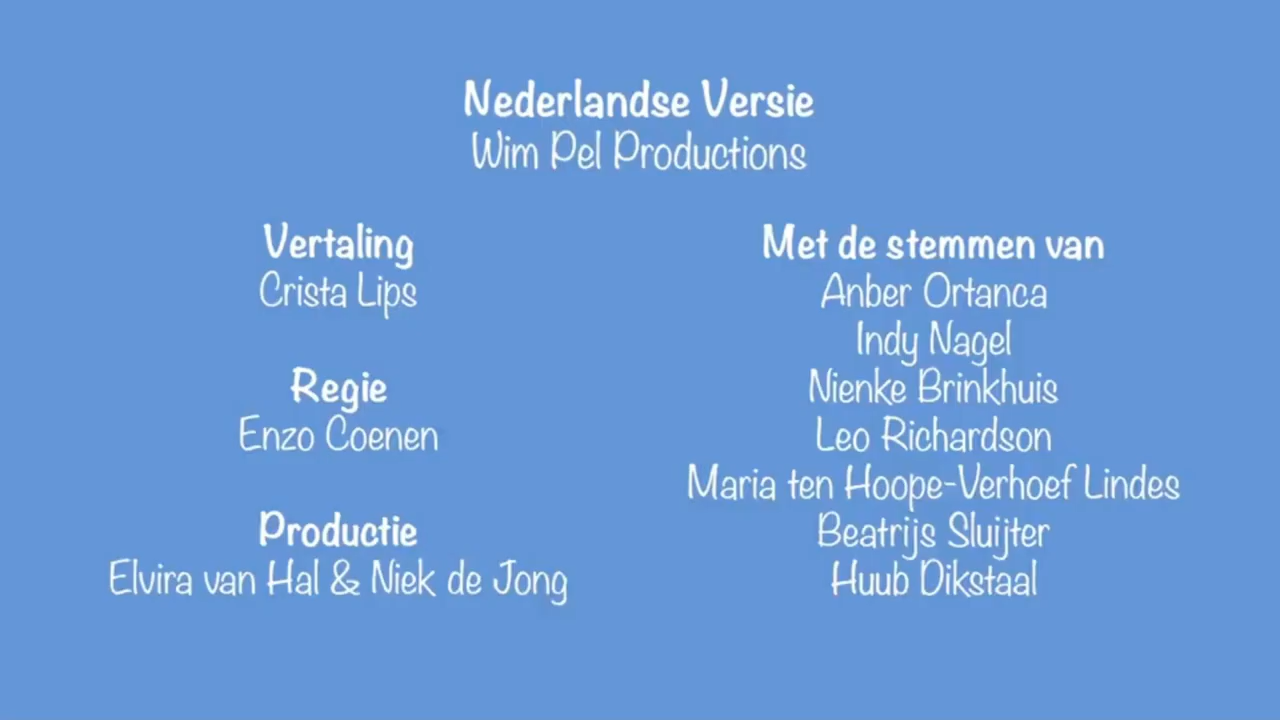 Nederlandse Versie
Wim Pel Productions
Vertaling
Crista Lips
Regie
Enzo Coenen
Productie
Elvira van Hal & Niek de Jong
Met de stemmen van
Anber Ortanca
Indy Nagel
Nienke Brinkhuis
Leo Richardson
Maria ten Hoope-Verhoef Lindes
Beatrijs Sluijter
Huub Dikstaal